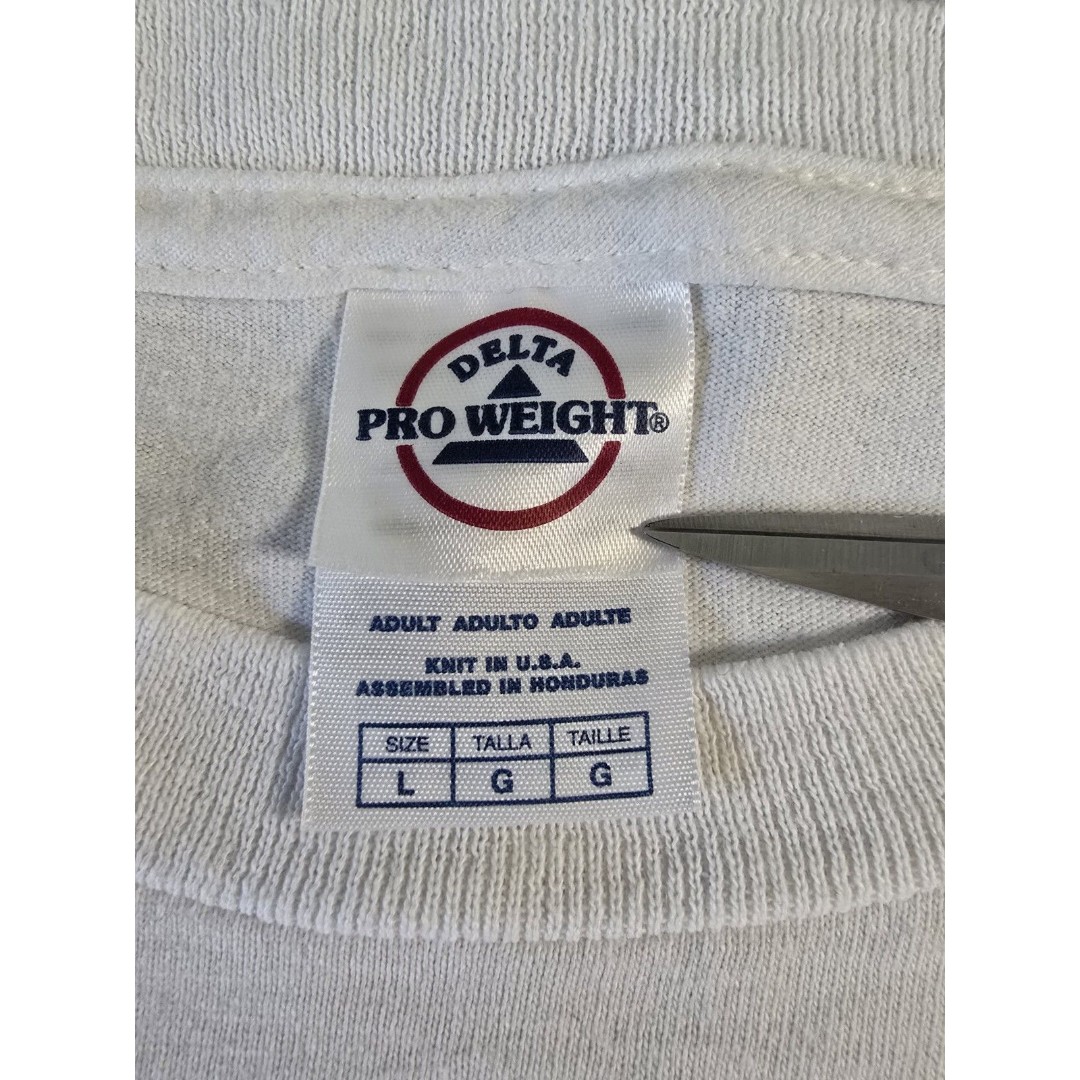 DELTA
PRO WEIGHT®
ADULT ADULTO ADULTE
KNIT IN U.S.A.
ASSEMBLED IN HONDURAS
SIZE TALLA TAILLE
L G G